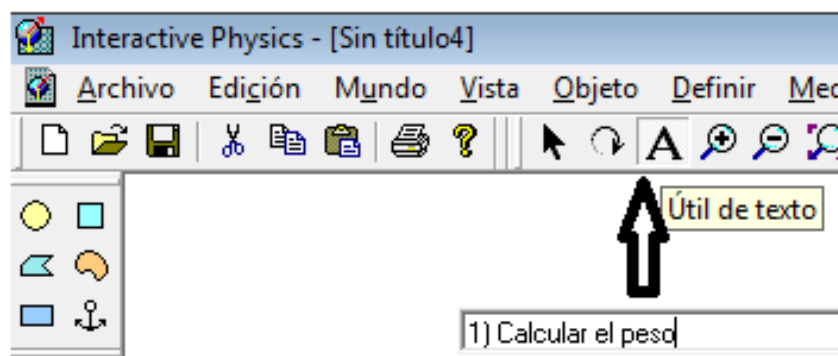 Interactive Physics - [Sin título4]
Archivo Edición Mundo Vista Objeto Definir Med
A
Útil de texto
1) Calcular el peso